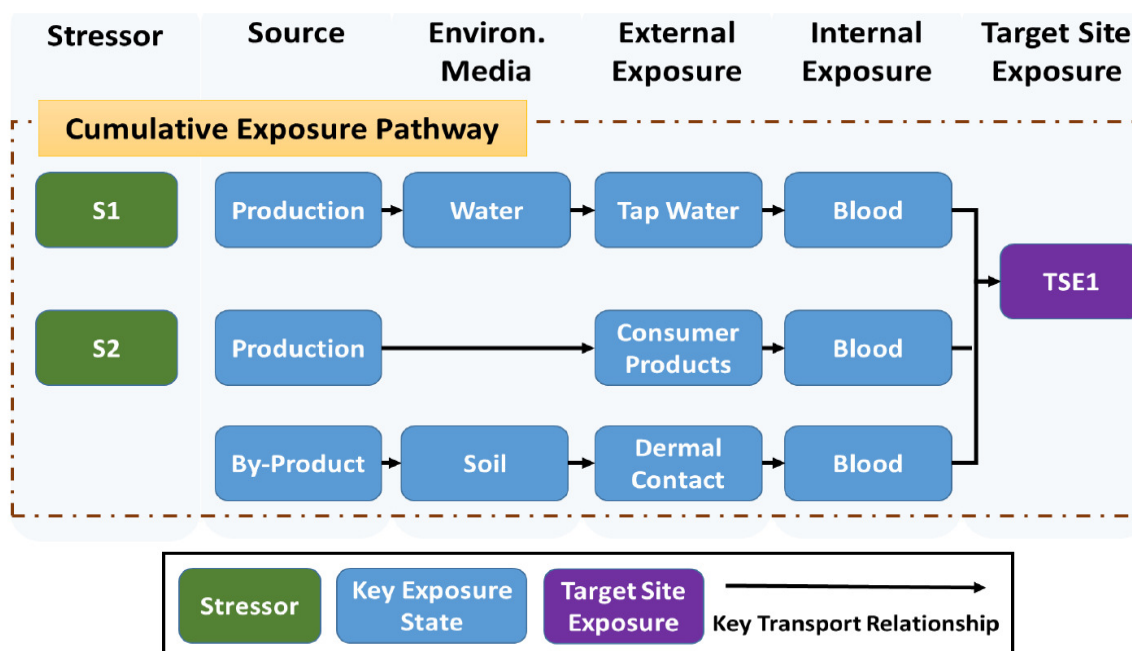 Stressor
Source
Environ.
Media
External
Exposure
Internal
Exposure
Target Site
Exposure
Cumulative Exposure Pathway
S1
Production
Water
Tap Water
Blood
TSE1
S2
Production
Consumer
Products
Blood
By-Product
Soil
Dermal
Contact
Blood
Stressor
Key Exposure
State
Target Site
Exposure
Key Transport Relationship